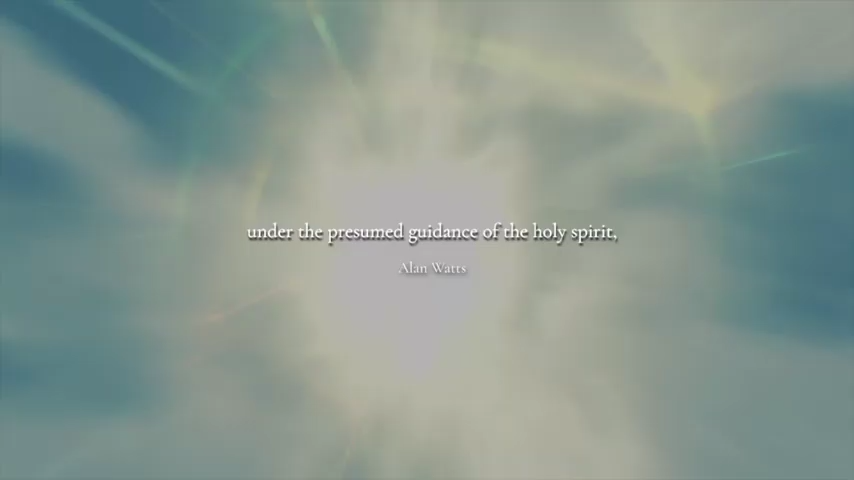 under the presumed guidance of the holy spirit,
Alan Watts